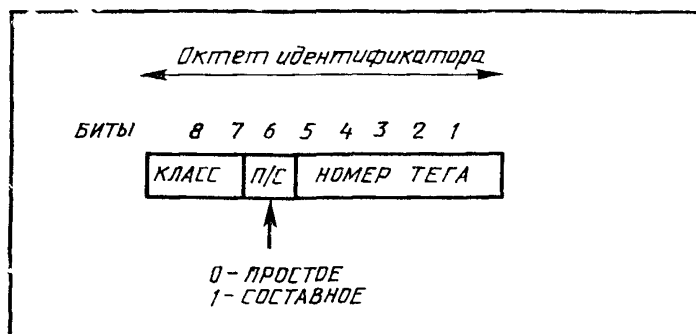 Октет идентификатора
БИТЫ 8 7 6 5 4 3 2 1
КЛАСС П/С НОМЕР ТЕГА
0 - ПРОСТОЕ
1 - СОСТАВНОЕ